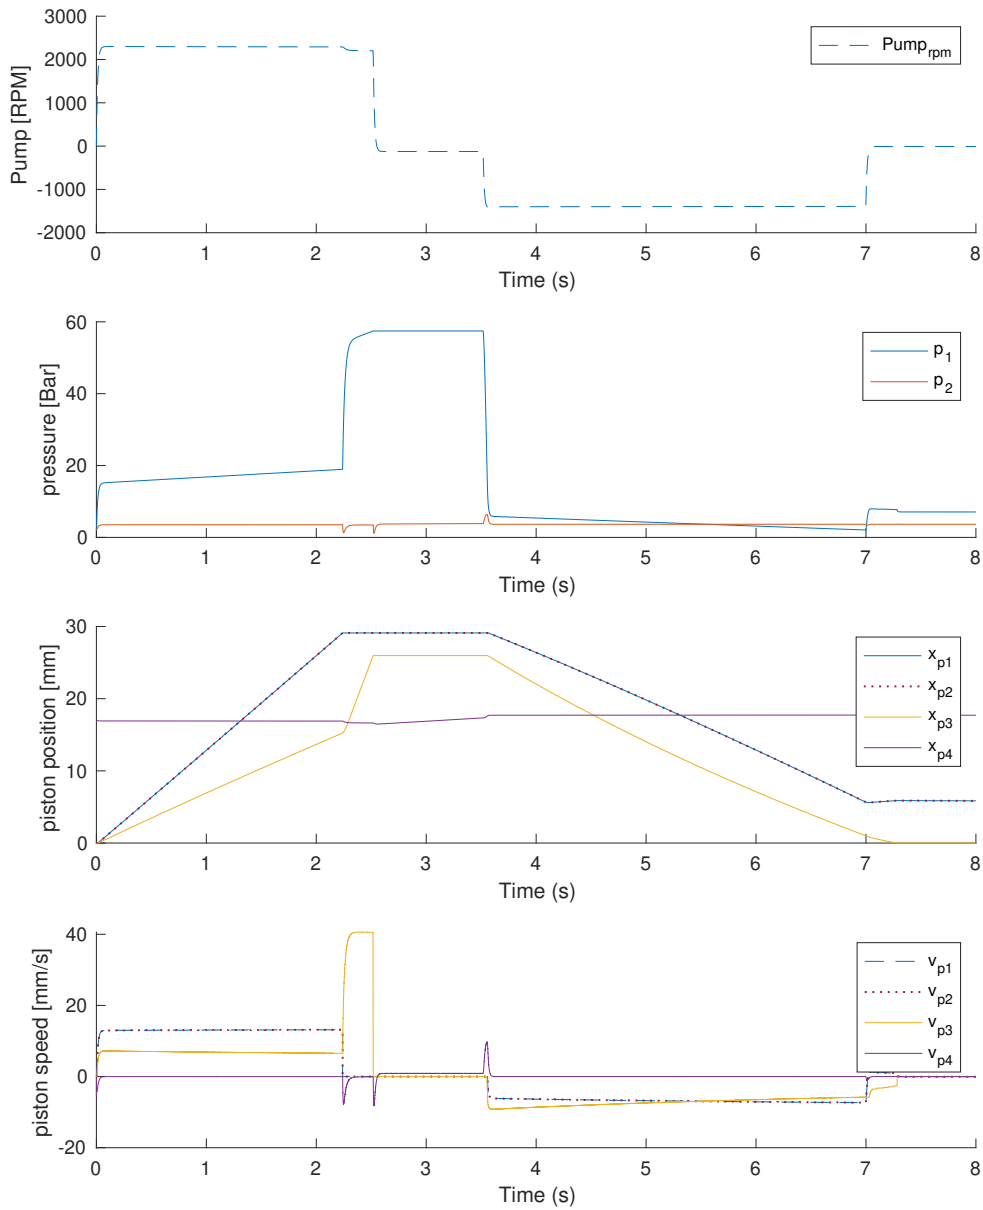 3000
2000
1000
0
-1000
-2000
Pump [RPM]
Pump_rpm
0 1 2 3 4 5 6 7 8
Time (s)
60
40
20
0
pressure [Bar]
p_1
p_2
0 1 2 3 4 5 6 7 8
Time (s)
30
20
10
0
piston position [mm]
x_p1
x_p2
x_p3
x_p4
0 1 2 3 4 5 6 7 8
Time (s)
40
20
0
-20
piston speed [mm/s]
v_p1
v_p2
v_p3
v_p4
0 1 2 3 4 5 6 7 8
Time (s)